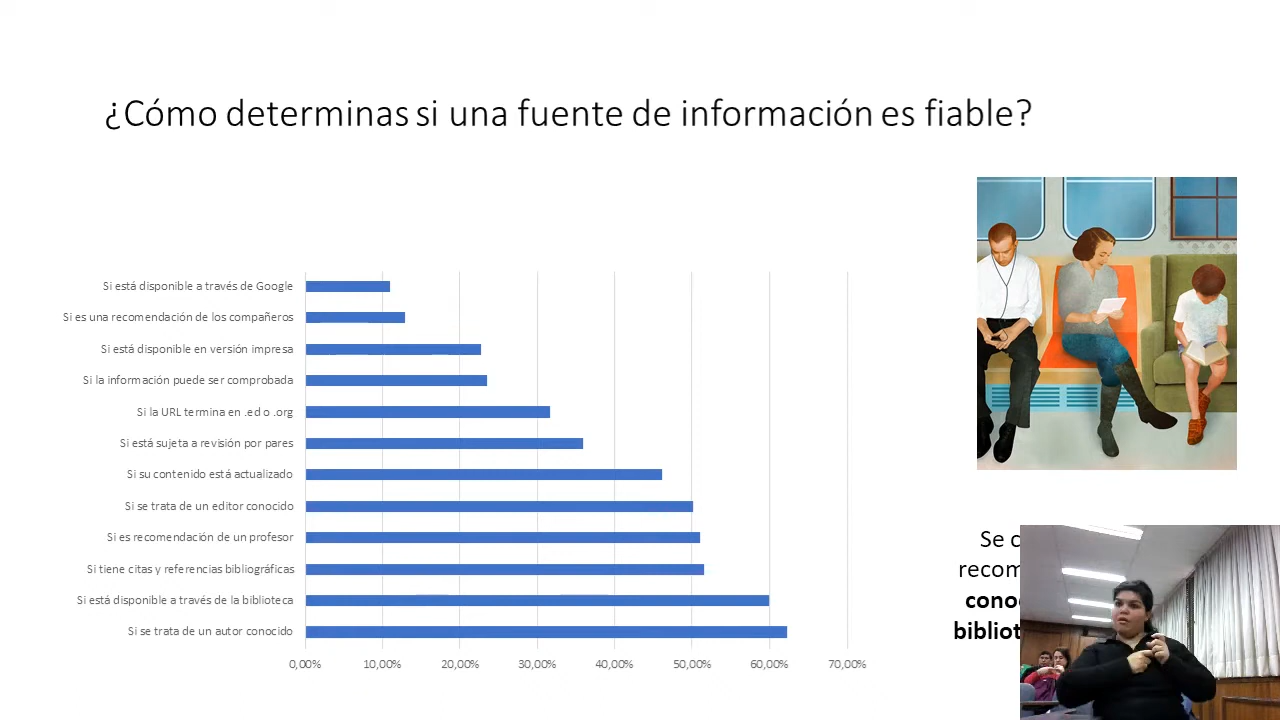 ¿Cómo determinas si una fuente de información es fiable?
Si está disponible a través de Google
Si es una recomendación de los compañeros
Si está disponible en versión impresa
Si la información puede ser comprobada
Si la URL termina en .ed o .org
Si está sujeta a revisión por pares
Si su contenido está actualizado
Si se trata de un editor conocido
Si es recomendación de un profesor
Si tiene citas y referencias bibliográficas
Si está disponible a través de la biblioteca
Si se trata de un autor conocido
0,00% 10,00% 20,00% 30,00% 40,00% 50,00% 60,00% 70,00%
Se